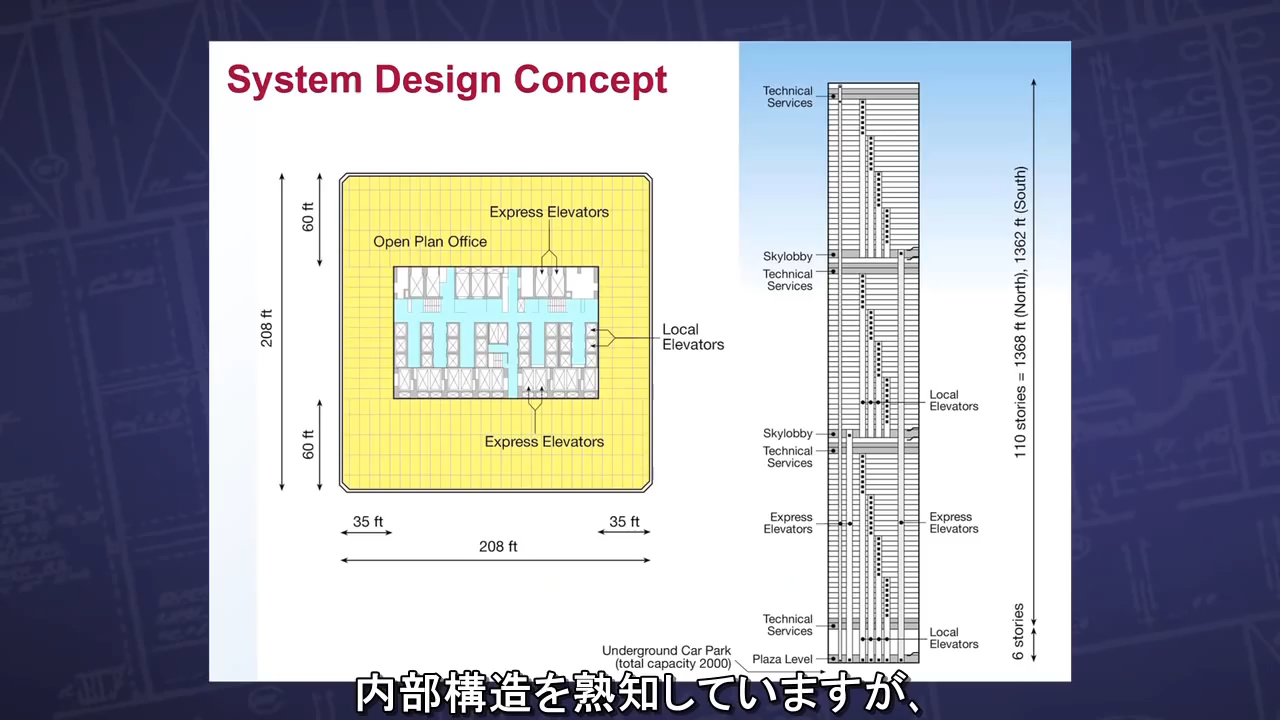 System Design Concept
60 ft
208 ft
60 ft
Express Elevators
Open Plan Office
Local
Elevators
Express Elevators
35 ft
35 ft
208 ft
Technical
Services
Skylobby
Technical
Services
Skylobby
Technical
Services
Express
Elevators
Technical
Services
Underground Car Park
(total capacity 2000)
Plaza Level
Local
Elevators
Express
Elevators
Local
Elevators
110 stories = 1368 ft (North), 1362 ft (South)
6 stories
内部構造を熟知していますが、